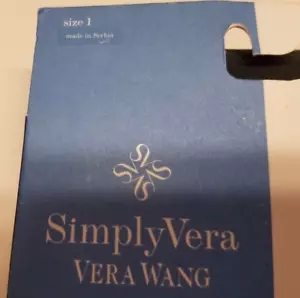 size 1
made in Serbia
SimplyVera
VERA WANG